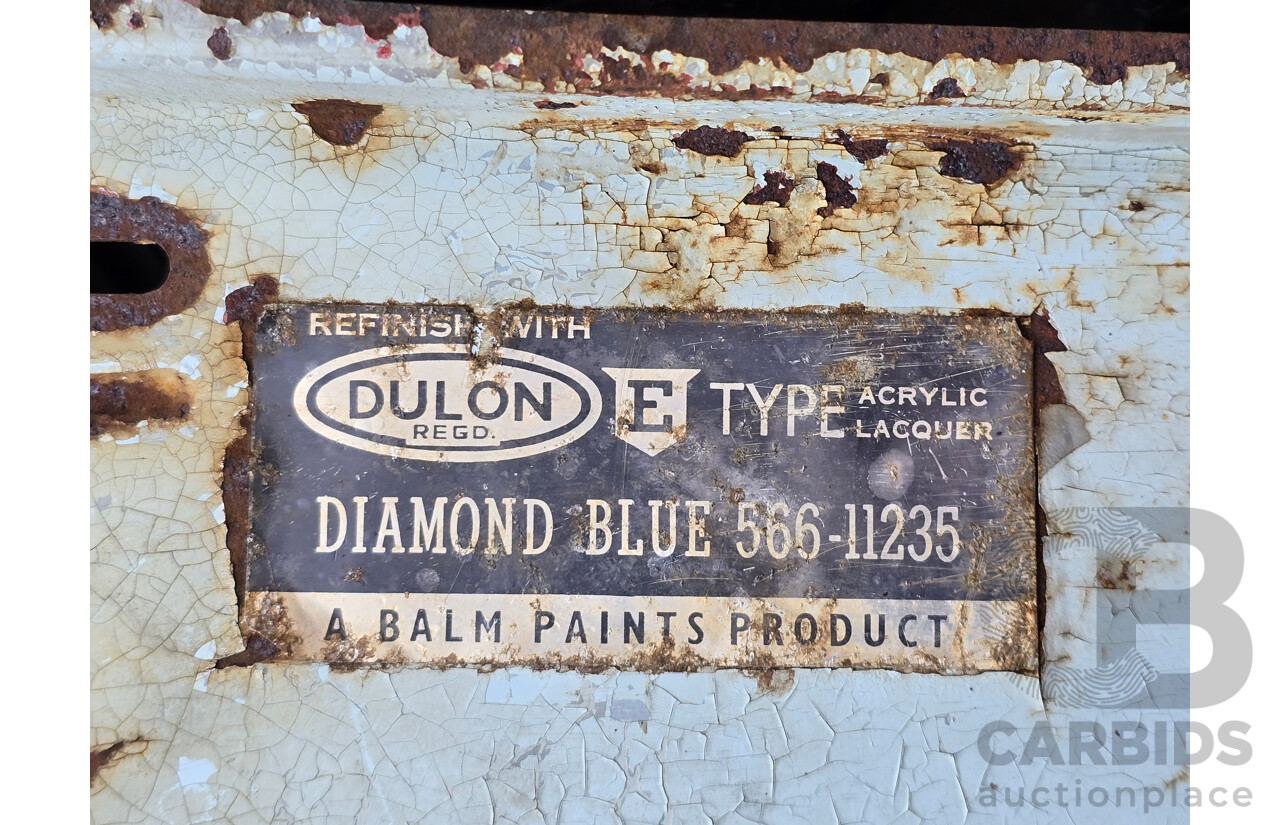 REFINISH WITH
DULON
REGD.
E
TYPE
ACRYLIC
LACQUER
DIAMOND BLUE 566-11235
A BALM PAINTS PRODUCT
B
CARBIDS
auctionplace